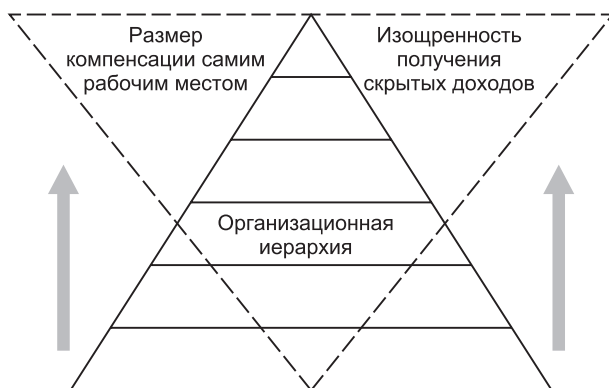 Размер
компенсации самим
рабочим местом
Изощренность
получения
скрытых доходов
Организационная
иерархия